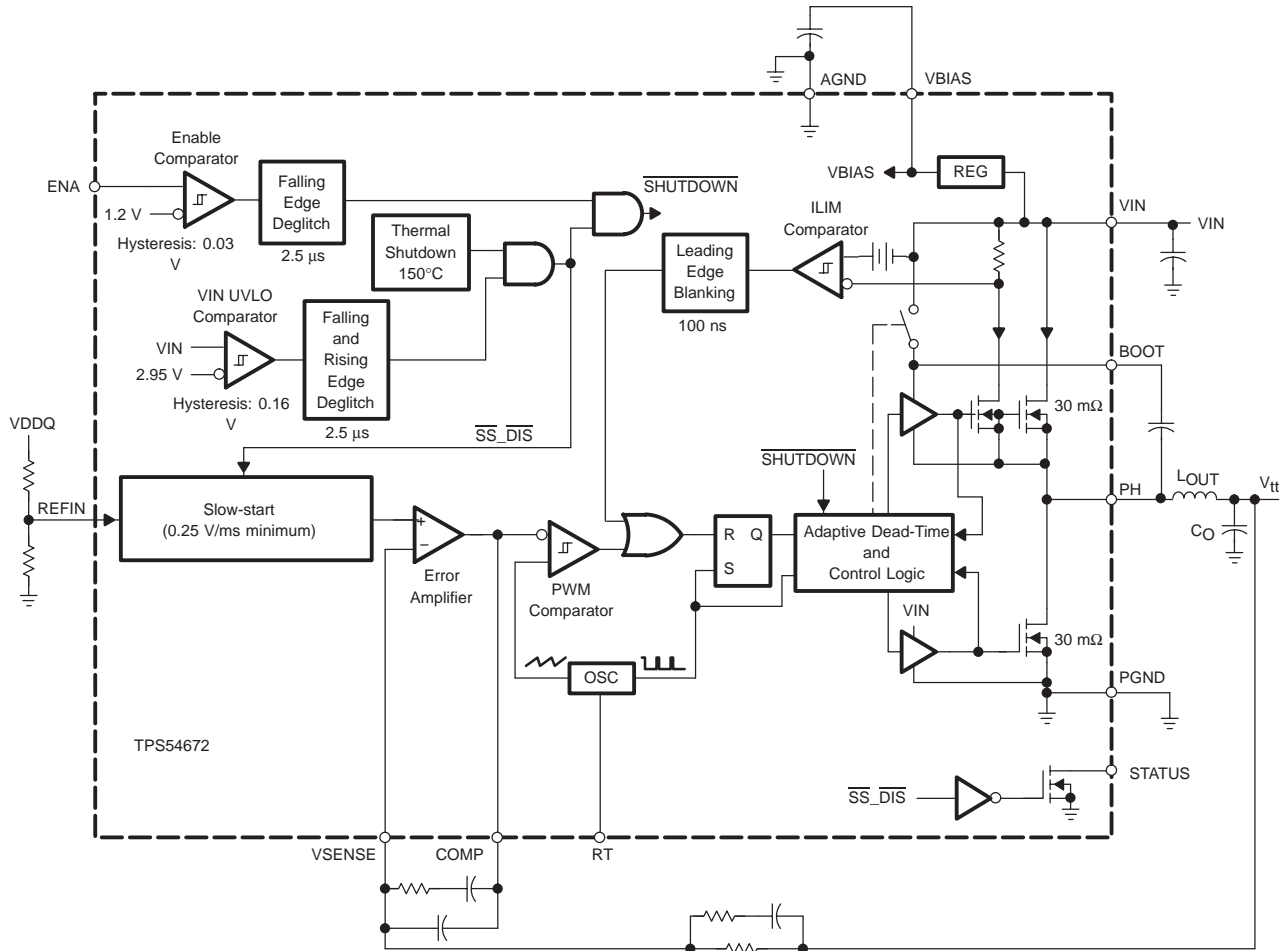 AGND
VBIAS
Enable
Comparator
ENA
1.2 V
Hysteresis: 0.03
V
Falling
Edge
Deglitch
2.5 μs
SHUTDOWN
Thermal
Shutdown
150°C
VBIAS
REG
VIN
VIN
ILIM
Comparator
Leading
Edge
Blanking
100 ns
VIN UVLO
Comparator
VIN
2.95 V
Hysteresis: 0.16
V
Falling
and
Rising
Edge
Deglitch
2.5 μs
BOOT
30 mΩ
VDDQ
SS_DIS
SHUTDOWN
REFIN
Slow-start
(0.25 V/ms minimum)
+
−
Error
Amplifier
PWM
Comparator
R Q
S
Adaptive Dead-Time
and
Control Logic
PH
LOUT
Vtt
CO
VIN
30 mΩ
OSC
PGND
TPS54672
SS_DIS
STATUS
VSENSE
COMP
RT